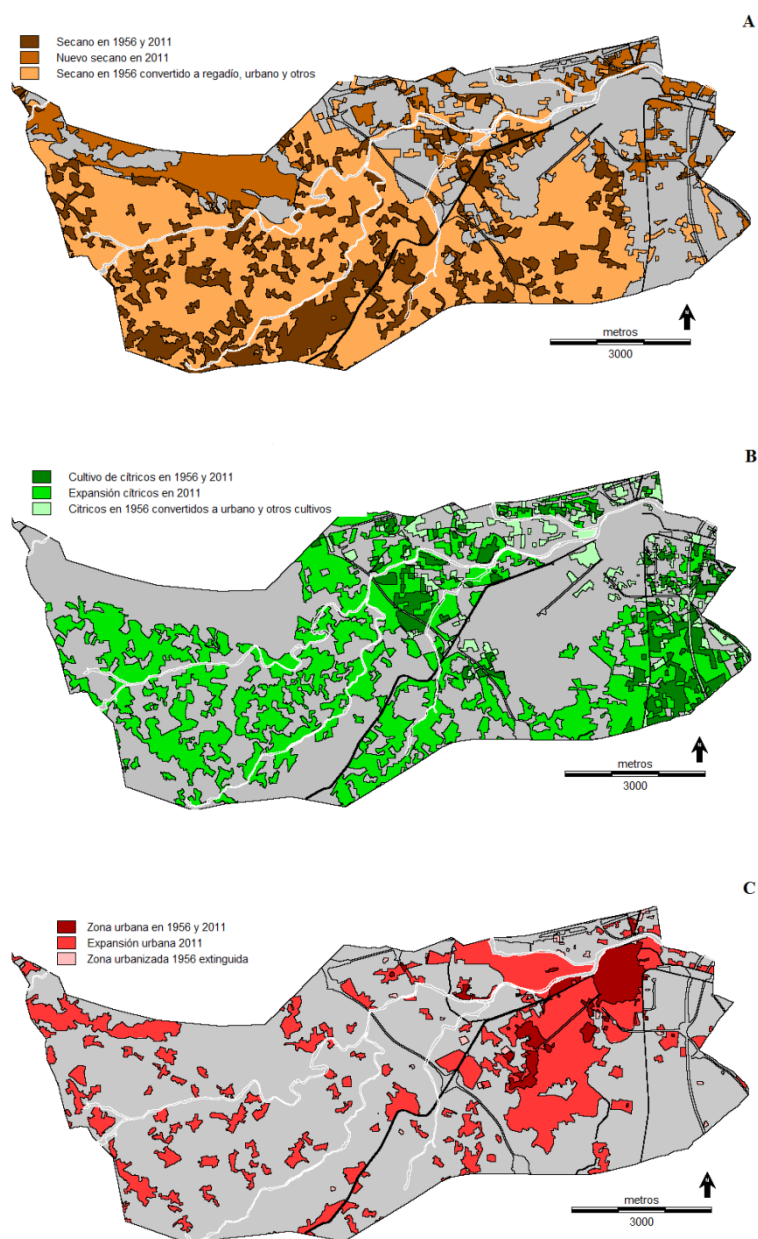 A
Secano en 1956 y 2011
Nuevo secano en 2011
Secano en 1956 convertido a regadío, urbano y otros
metros
3000
B
Cultivo de cítricos en 1956 y 2011
Expansión cítricos en 2011
Citricos en 1956 convertidos a urbano y otros cultivos
metros
3000
C
Zona urbana en 1956 y 2011
Expansión urbana 2011
Zona urbanizada 1956 extinguida
metros
3000